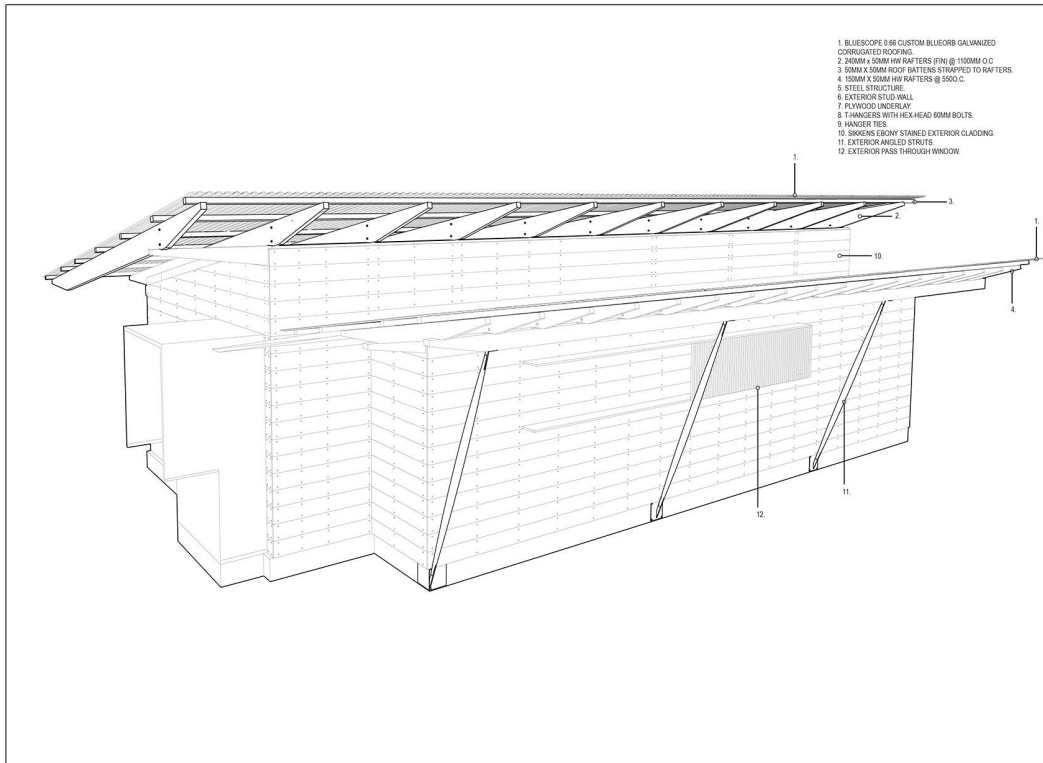 1. BLUESCOPE 0.66 CUSTOM BLUEORB GALVANIZED
CORRUGATED ROOFING.
2. 240MM x 50MM HW RAFTERS (FIN) @ 1100MM O.C
3. 50MM X 50MM ROOF BATTENS STRAPPED TO RAFTERS.
4. 150MM X 50MM HW RAFTERS @ 550O.C.
5. STEEL STRUCTURE.
6. EXTERIOR STUD-WALL
7. PLYWOOD UNDERLAY.
8. T-HANGERS WITH HEX-HEAD 60MM BOLTS.
9. HANGER TIES.
10. SIKKENS EBONY STAINED EXTERIOR CLADDING.
11. EXTERIOR ANGLED STRUTS.
12. EXTERIOR PASS THROUGH WINDOW.
1.
3.
2.
1.
10.
4.
11.
12.